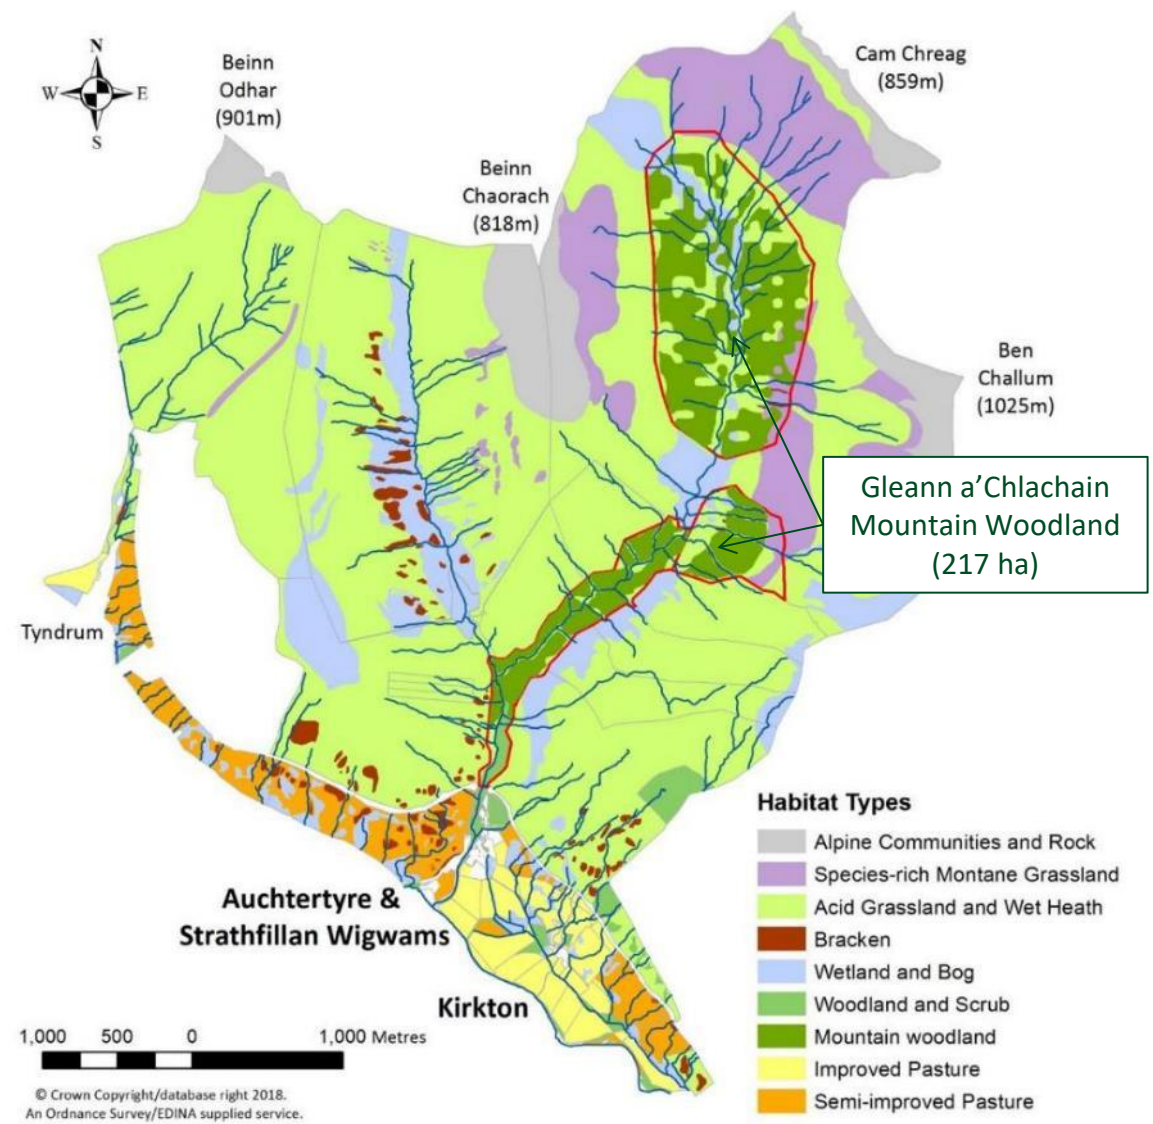 N
W
E
S
Beinn
Odhar
(901m)
Beinn
Chaorach
(818m)
Cam Chreag
(859m)
Ben
Challum
(1025m)
Gleann a’Chlachain
Mountain Woodland
(217 ha)
Tyndrum
Auchtertyre &
Strathfillan Wigwams
Kirkton
Habitat Types
Alpine Communities and Rock
Species-rich Montane Grassland
Acid Grassland and Wet Heath
Bracken
Wetland and Bog
Woodland and Scrub
Mountain woodland
Improved Pasture
Semi-improved Pasture
1,000 500 0 1,000 Metres
© Crown Copyright/database right 2018.
An Ordnance Survey/EDINA supplied service.